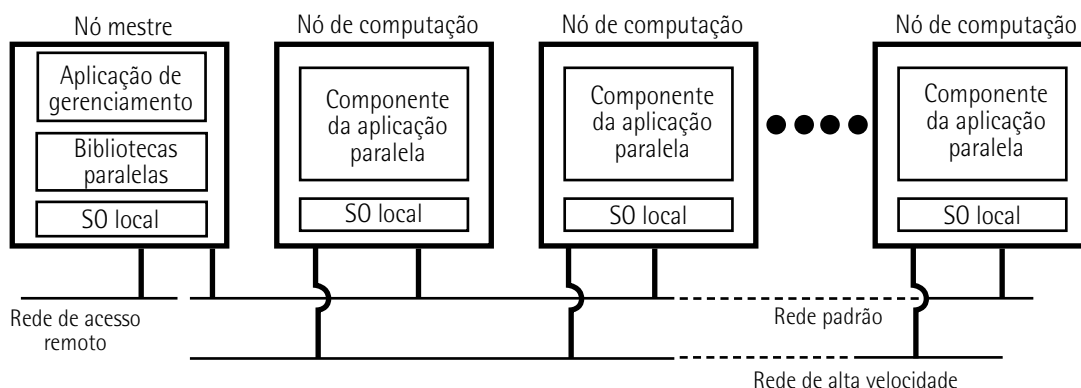 Nó mestre
Nó de computação
Nó de computação
Nó de computação
Aplicação de
gerenciamento
Bibliotecas
paralelas
SO local
Componente
da aplicação
paralela
SO local
Componente
da aplicação
paralela
SO local
Componente
da aplicação
paralela
SO local
Rede de acesso
remoto
Rede padrão
Rede de alta velocidade